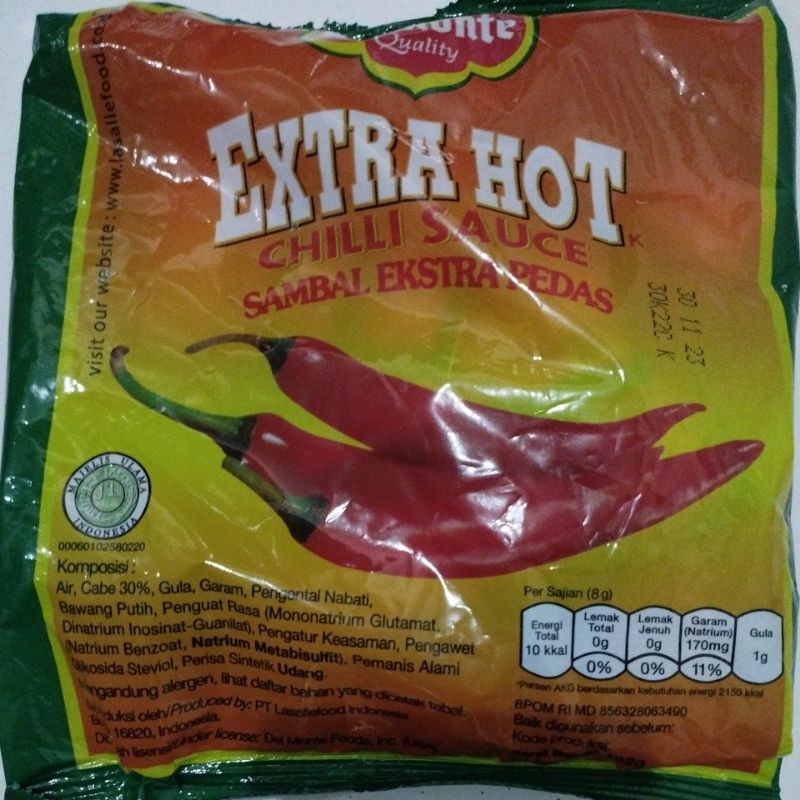 Monte
Quality
visit our website : www.lasallefood.co
EXTRA HOT
CHILLI SAUCE
K
SAMBAL EKSTRA PEDAS
30 11 23
30K22C K
MAJELIS ULAMA
INDONESIA
00060102580220
Komposisi :
Air, Cabe 30%, Gula, Garam, Pengental Nabati,
Bawang Putih, Penguat Rasa (Mononatrium Glutamat,
Dinatrium Inosinat-Guanilat), Pengatur Keasaman, Pengawet
(Natrium Benzoat, Natrium Metabisulfit), Pemanis Alami
Glikosida Steviol, Perisa Sintetik Udang.
Mengandung alergen, lihat daftar bahan yang dicetak tebal.
Produced by: PT Lasallefood Indonesia
16820, Indonesia.
under license: Del Monte Foods, Inc.
Per Sajian (8 g)
Energi Total 10 kkal
Lemak Total 0g 0%
Lemak Jenuh 0g 0%
Garam (Natrium) 170mg 11%
Gula 1g
*Persen AKG berdasarkan kebutuhan energi 2150 kkal
BPOM RI MD 856328063490
Baik digunakan sebelum:
Kode produksi: